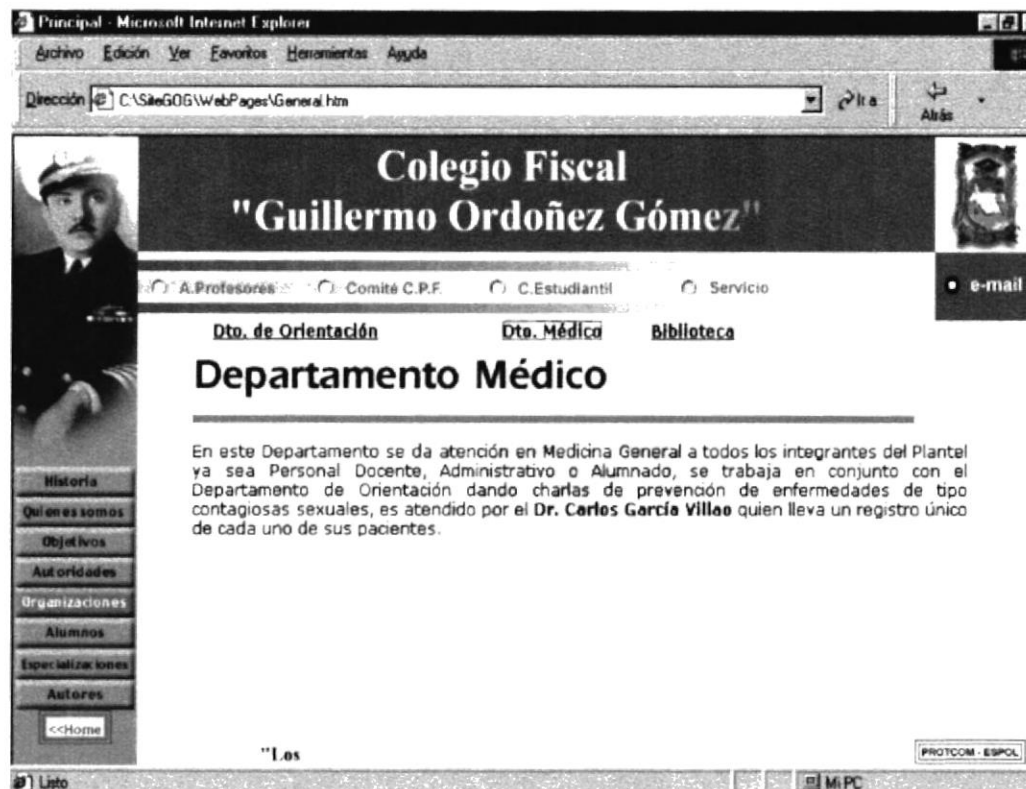 Principal - Microsoft Internet Explorer
Archivo Edición Ver Favoritos Herramientas Ayuda
Dirección C:\SiteGOG\WebPages\General.htm Ir a Atrás
Colegio Fiscal
"Guillermo Ordoñez Gómez"
A.Profesores Comité C.P.F. C.Estudiantil Servicio e-mail
Dto. de Orientación Dto. Médico Biblioteca
Departamento Médico
En este Departamento se da atención en Medicina General a todos los integrantes del Plantel
ya sea Personal Docente, Administrativo o Alumnado, se trabaja en conjunto con el
Departamento de Orientación dando charlas de prevención de enfermedades de tipo
contagiosas sexuales, es atendido por el Dr. Carlos García Villao quien lleva un registro único
de cada uno de sus pacientes.
Historia
Quienes somos
Objetivos
Autoridades
Organizaciones
Alumnos
Especializaciones
Autores
<<Home
"Los
PROTCOM - ESPOL
Listo Mi PC